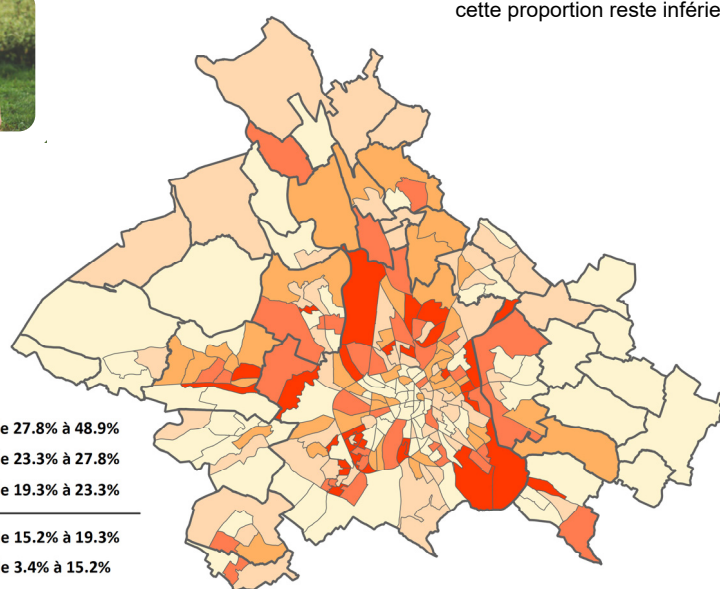 cette proportion reste inférie
e 27.8% à 48.9%
e 23.3% à 27.8%
e 19.3% à 23.3%
e 15.2% à 19.3%
e 3.4% à 15.2%